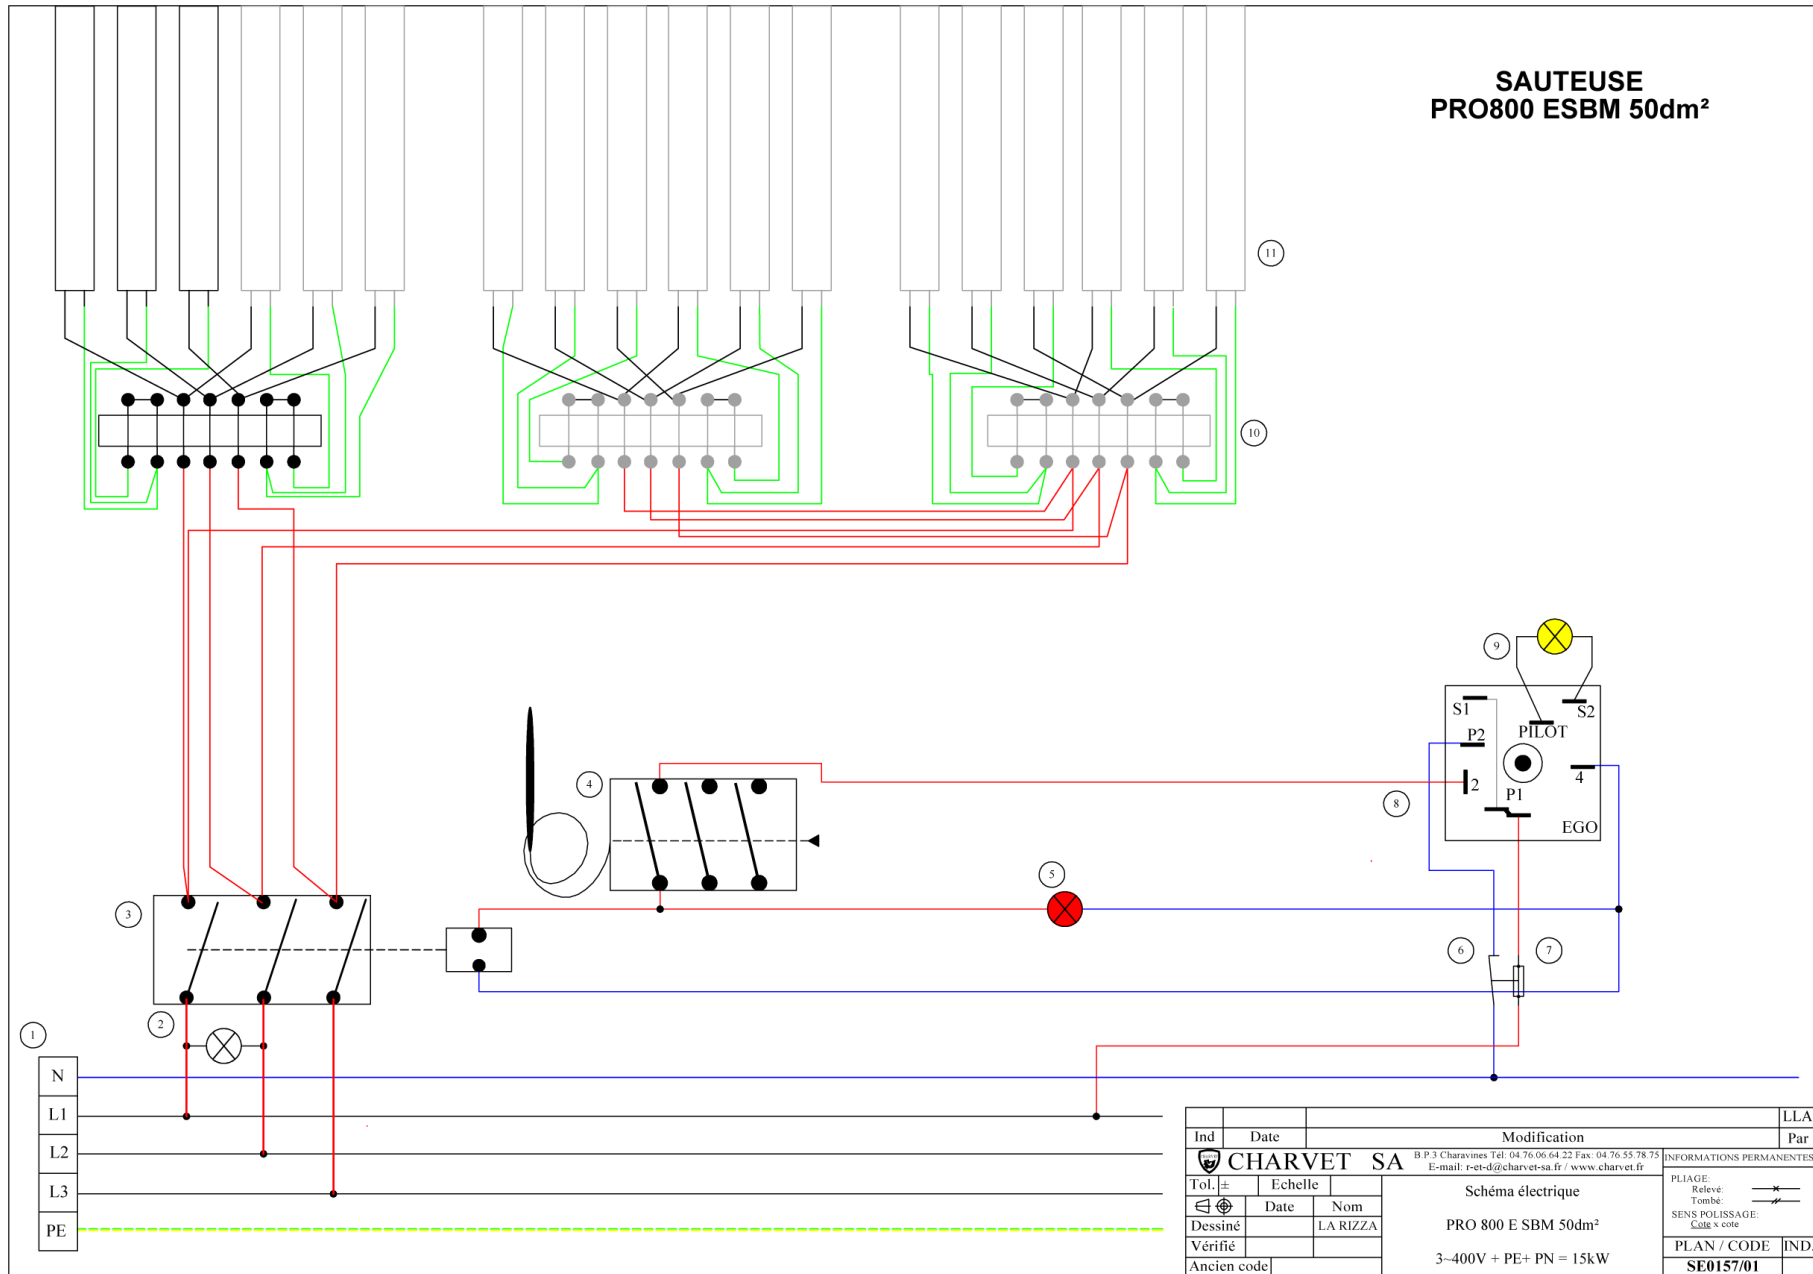 SAUTEUSE
PRO800 ESBM 50dm²
11
10
9
S1
S2
PILOT
P2
4
2
P1
EGO
8
4
5
3
6
7
2
1
N
L1
L2
L3
PE
LLA
Ind Date Modification Par
CHARVET SA
B.P.3 Charavines Tél: 04.76.06.64.22 Fax: 04.76.55.78.75
E-mail: r-et-d@charvet-sa.fr / www.charvet.fr
INFORMATIONS PERMANENTES
Tol. ± Echelle
Date Nom
Dessiné LA RIZZA
Vérifié
Ancien code
Schéma électrique
PRO 800 E SBM 50dm²
3~400V + PE+ PN = 15kW
PLIAGE:
Relevé:
Tombé:
SENS POLISSAGE:
Cote x cote
PLAN / CODE IND.
SE0157/01